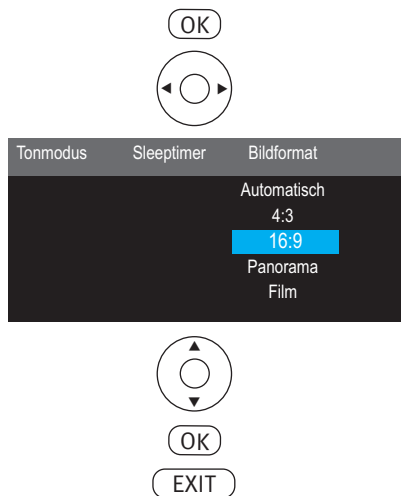 OK
Tonmodus Sleeptimer Bildformat
Automatisch
4:3
16:9
Panorama
Film
OK
EXIT